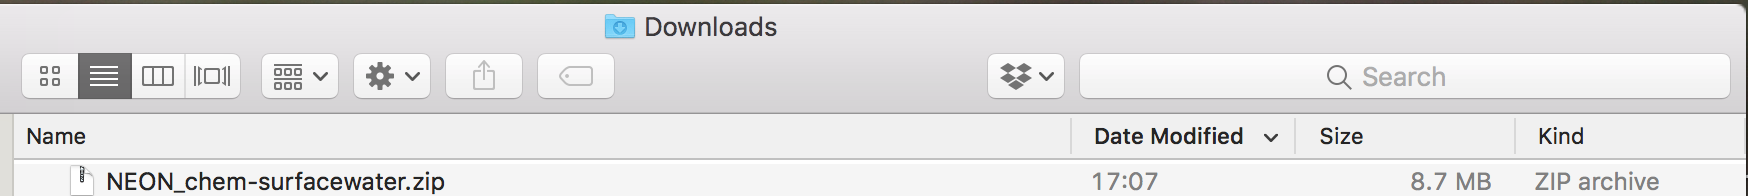 Downloads
Search
Name Date Modified Size Kind
NEON_chem-surfacewater.zip 17:07 8.7 MB ZIP archive